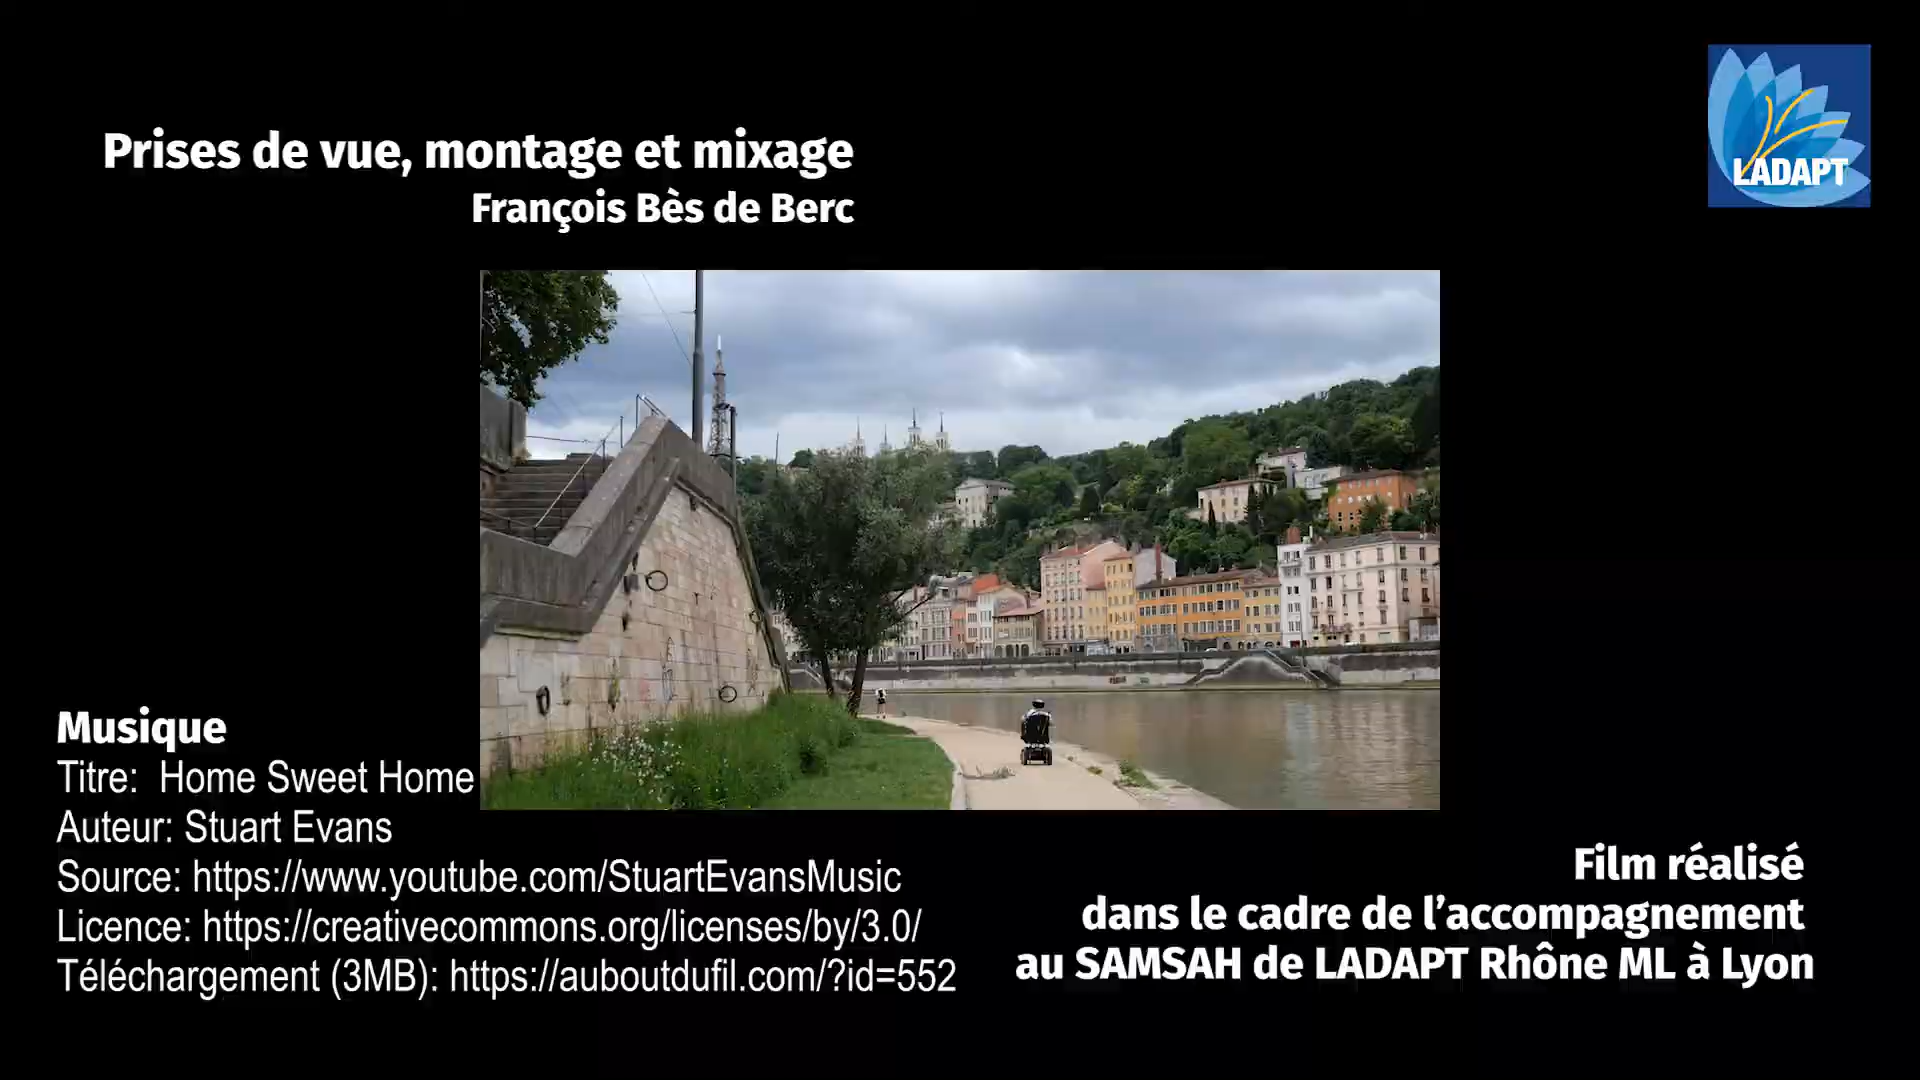 Prises de vue, montage et mixage
François Bès de Berc
LADAPT
Musique
Titre:  Home Sweet Home
Auteur: Stuart Evans
Source: https://www.youtube.com/StuartEvansMusic
Licence: https://creativecommons.org/licenses/by/3.0/
Téléchargement (3MB): https://auboutdufil.com/?id=552
Film réalisé
dans le cadre de l’accompagnement
au SAMSAH de LADAPT Rhône ML à Lyon